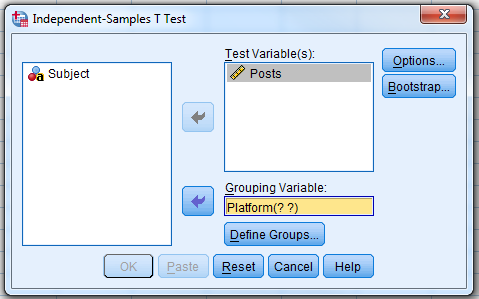 Independent-Samples T Test
Subject
Test Variable(s):
Posts
Options...
Bootstrap...
Grouping Variable:
Platform(? ?)
Define Groups...
OK
Paste
Reset
Cancel
Help